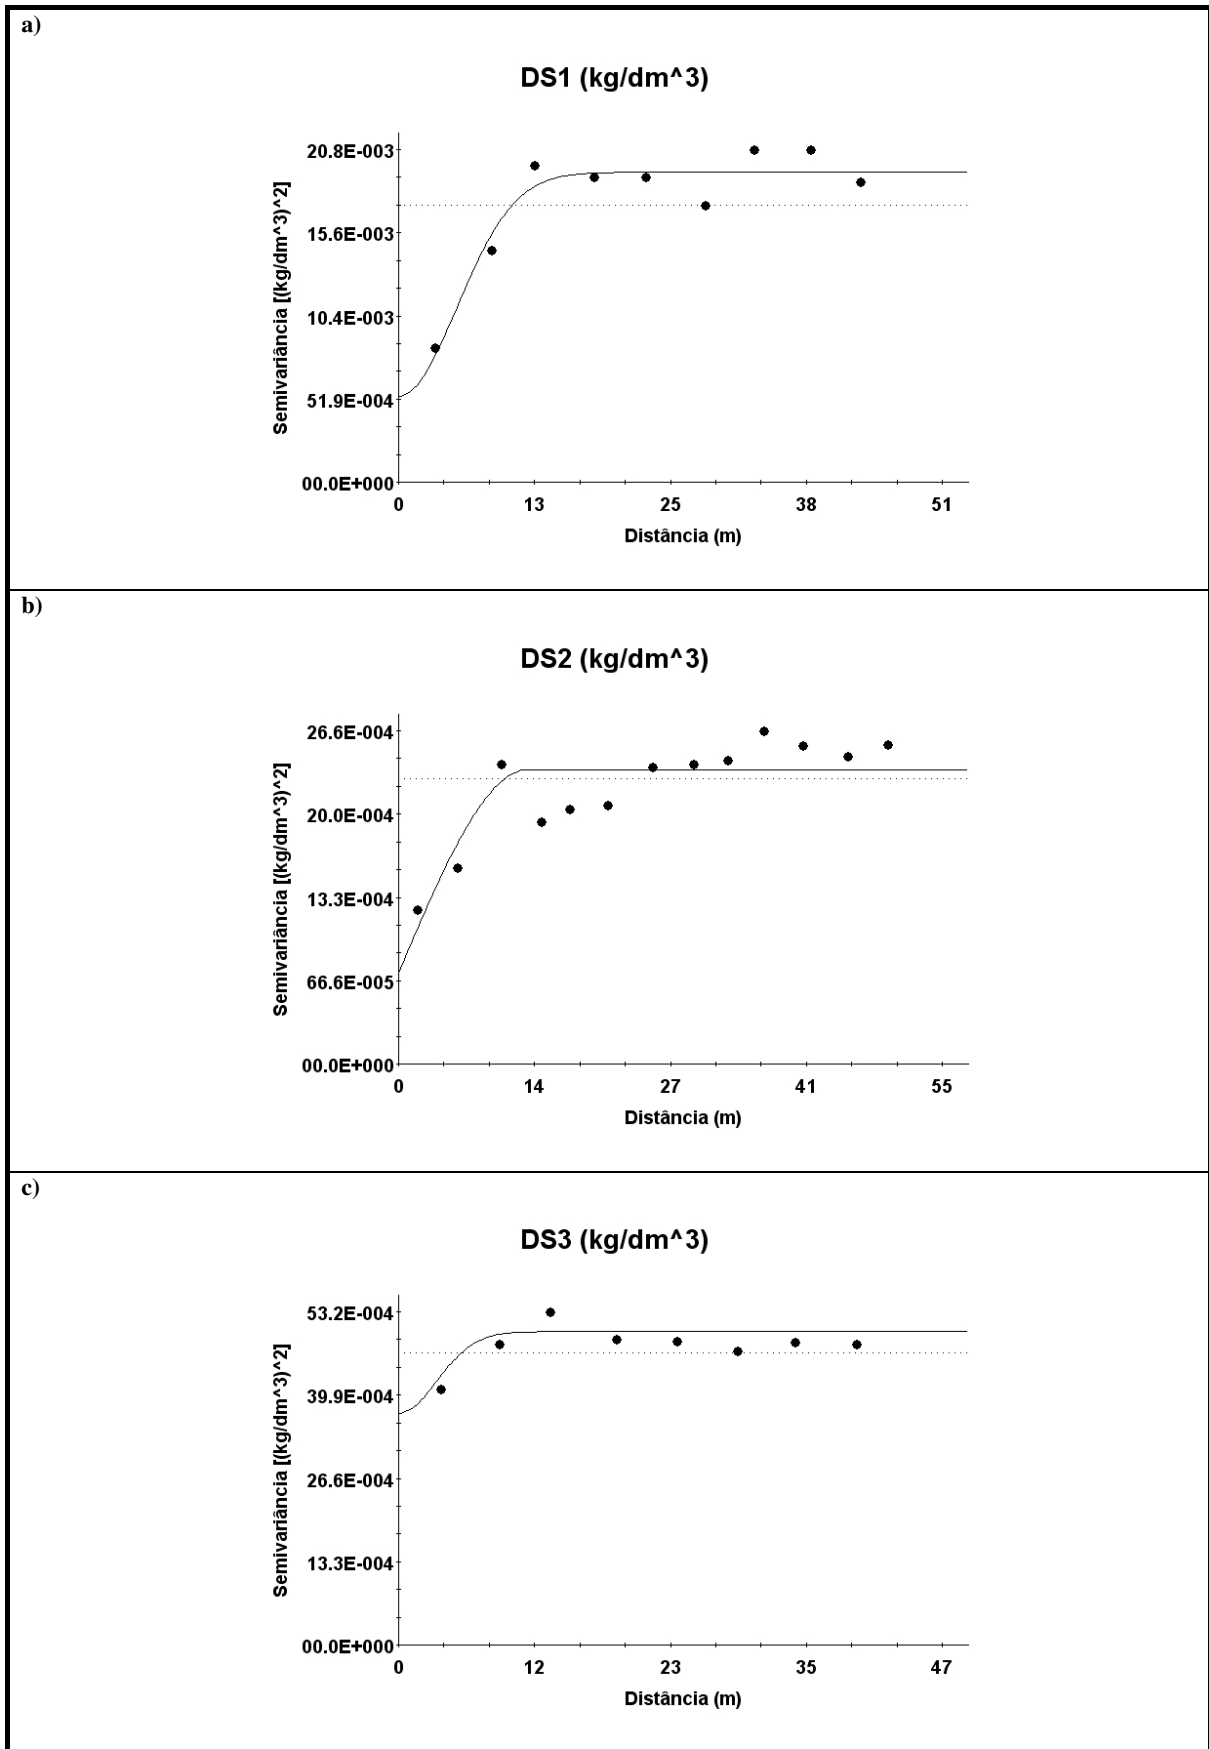 a)
DS1 (kg/dm^3)
Semivariância [(kg/dm^3)^2]
20.8E-003
15.6E-003
10.4E-003
51.9E-004
00.0E+000
0 13 25 38 51
Distância (m)
b)
DS2 (kg/dm^3)
Semivariância [(kg/dm^3)^2]
26.6E-004
20.0E-004
13.3E-004
66.6E-005
00.0E+000
0 14 27 41 55
Distância (m)
c)
DS3 (kg/dm^3)
Semivariância [(kg/dm^3)^2]
53.2E-004
39.9E-004
26.6E-004
13.3E-004
00.0E+000
0 12 23 35 47
Distância (m)